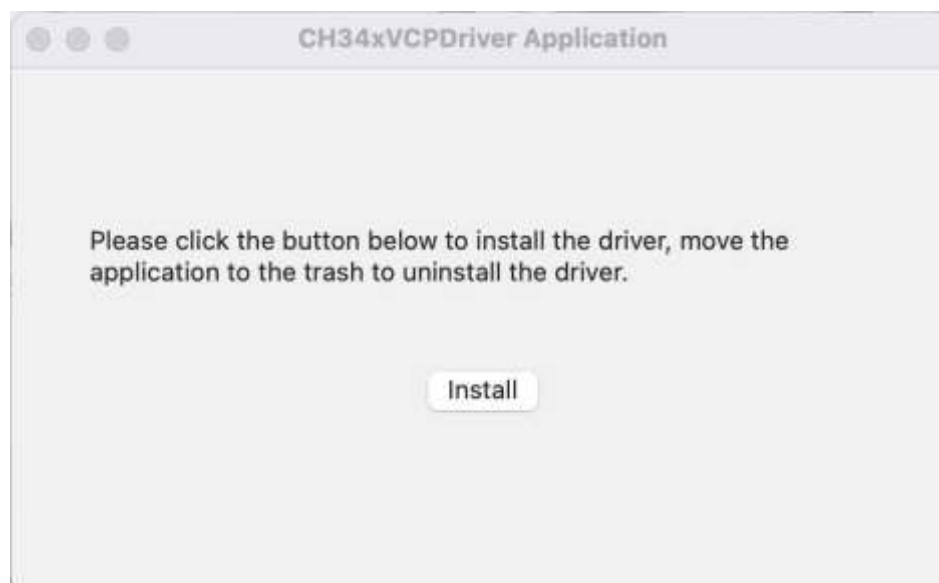 CH34xVCPDriver Application
Please click the button below to install the driver, move the
application to the trash to uninstall the driver.
Install